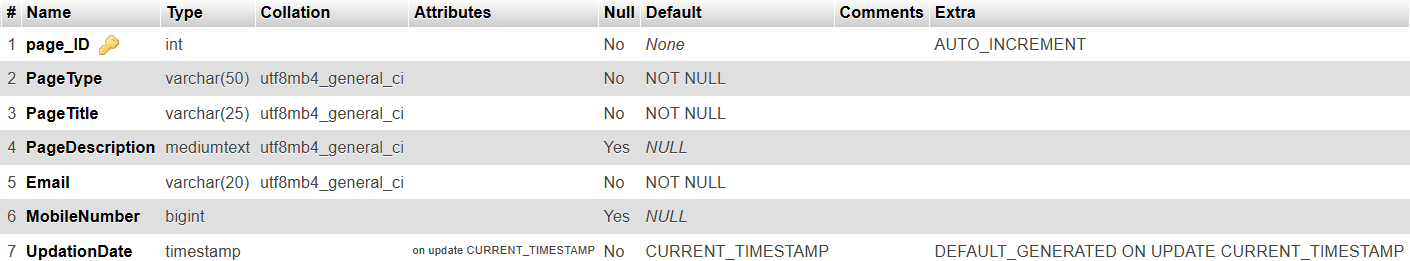 # Name Type Collation Attributes Null Default Comments Extra
1 page_ID int No None AUTO_INCREMENT
2 PageType varchar(50) utf8mb4_general_ci No NOT NULL
3 PageTitle varchar(25) utf8mb4_general_ci No NOT NULL
4 PageDescription mediumtext utf8mb4_general_ci Yes NULL
5 Email varchar(20) utf8mb4_general_ci No NOT NULL
6 MobileNumber bigint Yes NULL
7 UpdationDate timestamp on update CURRENT_TIMESTAMP No CURRENT_TIMESTAMP DEFAULT_GENERATED ON UPDATE CURRENT_TIMESTAMP